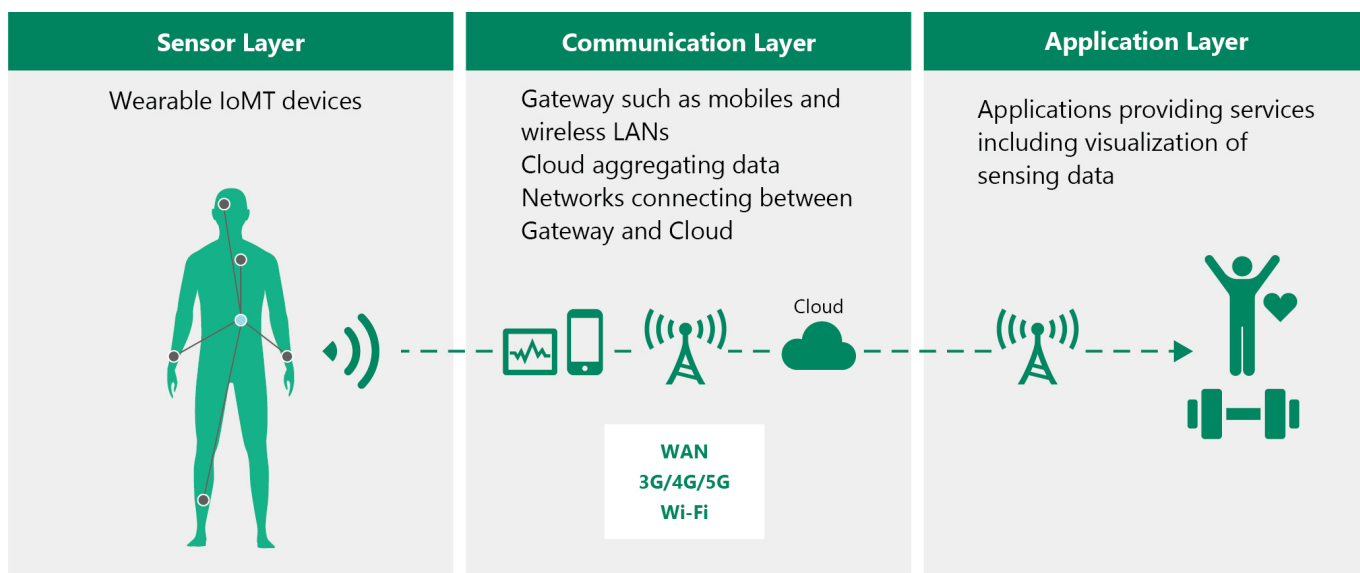 Sensor Layer
Wearable IoMT devices
Communication Layer
Gateway such as mobiles and
wireless LANs
Cloud aggregating data
Networks connecting between
Gateway and Cloud
Cloud
WAN
3G/4G/5G
Wi-Fi
Application Layer
Applications providing services
including visualization of
sensing data